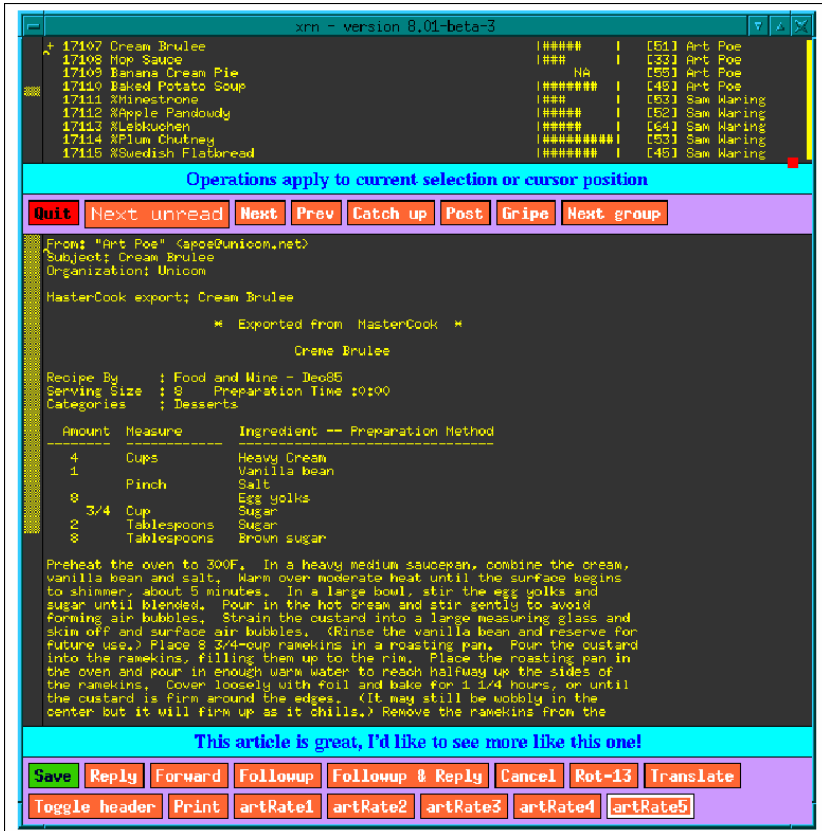 xrn - version 8.01-beta-3
+ 17107 Cream Brulee |##### | [51] Art Poe
17108 Mop Sauce |### | [33] Art Poe
17109 Banana Cream Pie NA [55] Art Poe
17110 Baked Potato Soup |####### | [45] Art Poe
17111 %Minestrone |### | [53] Sam Waring
17112 %Apple Pandowdy |##### | [52] Sam Waring
17113 %Lebkuchen |##### | [64] Sam Waring
17114 %Plum Chutney |#########| [53] Sam Waring
17115 %Swedish Flatbread |####### | [45] Sam Waring
Operations apply to current selection or cursor position
Quit Next unread Next Prev Catch up Post Gripe Next group
From: "Art Poe" <apoe@unicom.net>
Subject: Cream Brulee
Organization: Unicom
MasterCook export: Cream Brulee
* Exported from MasterCook *
Creme Brulee
Recipe By : Food and Wine - Dec85
Serving Size : 8 Preparation Time :0:00
Categories : Desserts
Amount Measure Ingredient -- Preparation Method
-------- ------------ --------------------------------
4 Cups Heavy Cream
1 Vanilla bean
Pinch Salt
8 Egg yolks
3/4 Cup Sugar
2 Tablespoons Sugar
8 Tablespoons Brown sugar
Preheat the oven to 300F. In a heavy medium saucepan, combine the cream,
vanilla bean and salt. Warm over moderate heat until the surface begins
to shimmer, about 5 minutes. In a large bowl, stir the egg yolks and
sugar until blended. Pour in the hot cream and stir gently to avoid
forming air bubbles. Strain the custard into a large measuring glass and
skim off and surface air bubbles. (Rinse the vanilla bean and reserve for
future use.) Place 8 3/4-cup ramekins in a roasting pan. Pour the custard
into the ramekins, filling them up to the rim. Place the roasting pan in
the oven and pour in enough warm water to reach halfway up the sides of
the ramekins. Cover loosely with foil and bake for 1 1/4 hours, or until
the custard is firm around the edges. (It may still be wobbly in the
center but it will firm up as it chills.) Remove the ramekins from the
This article is great, I'd like to see more like this one!
Save Reply Forward Followup Followup & Reply Cancel Rot-13 Translate
Toggle header Print artRate1 artRate2 artRate3 artRate4 artRate5